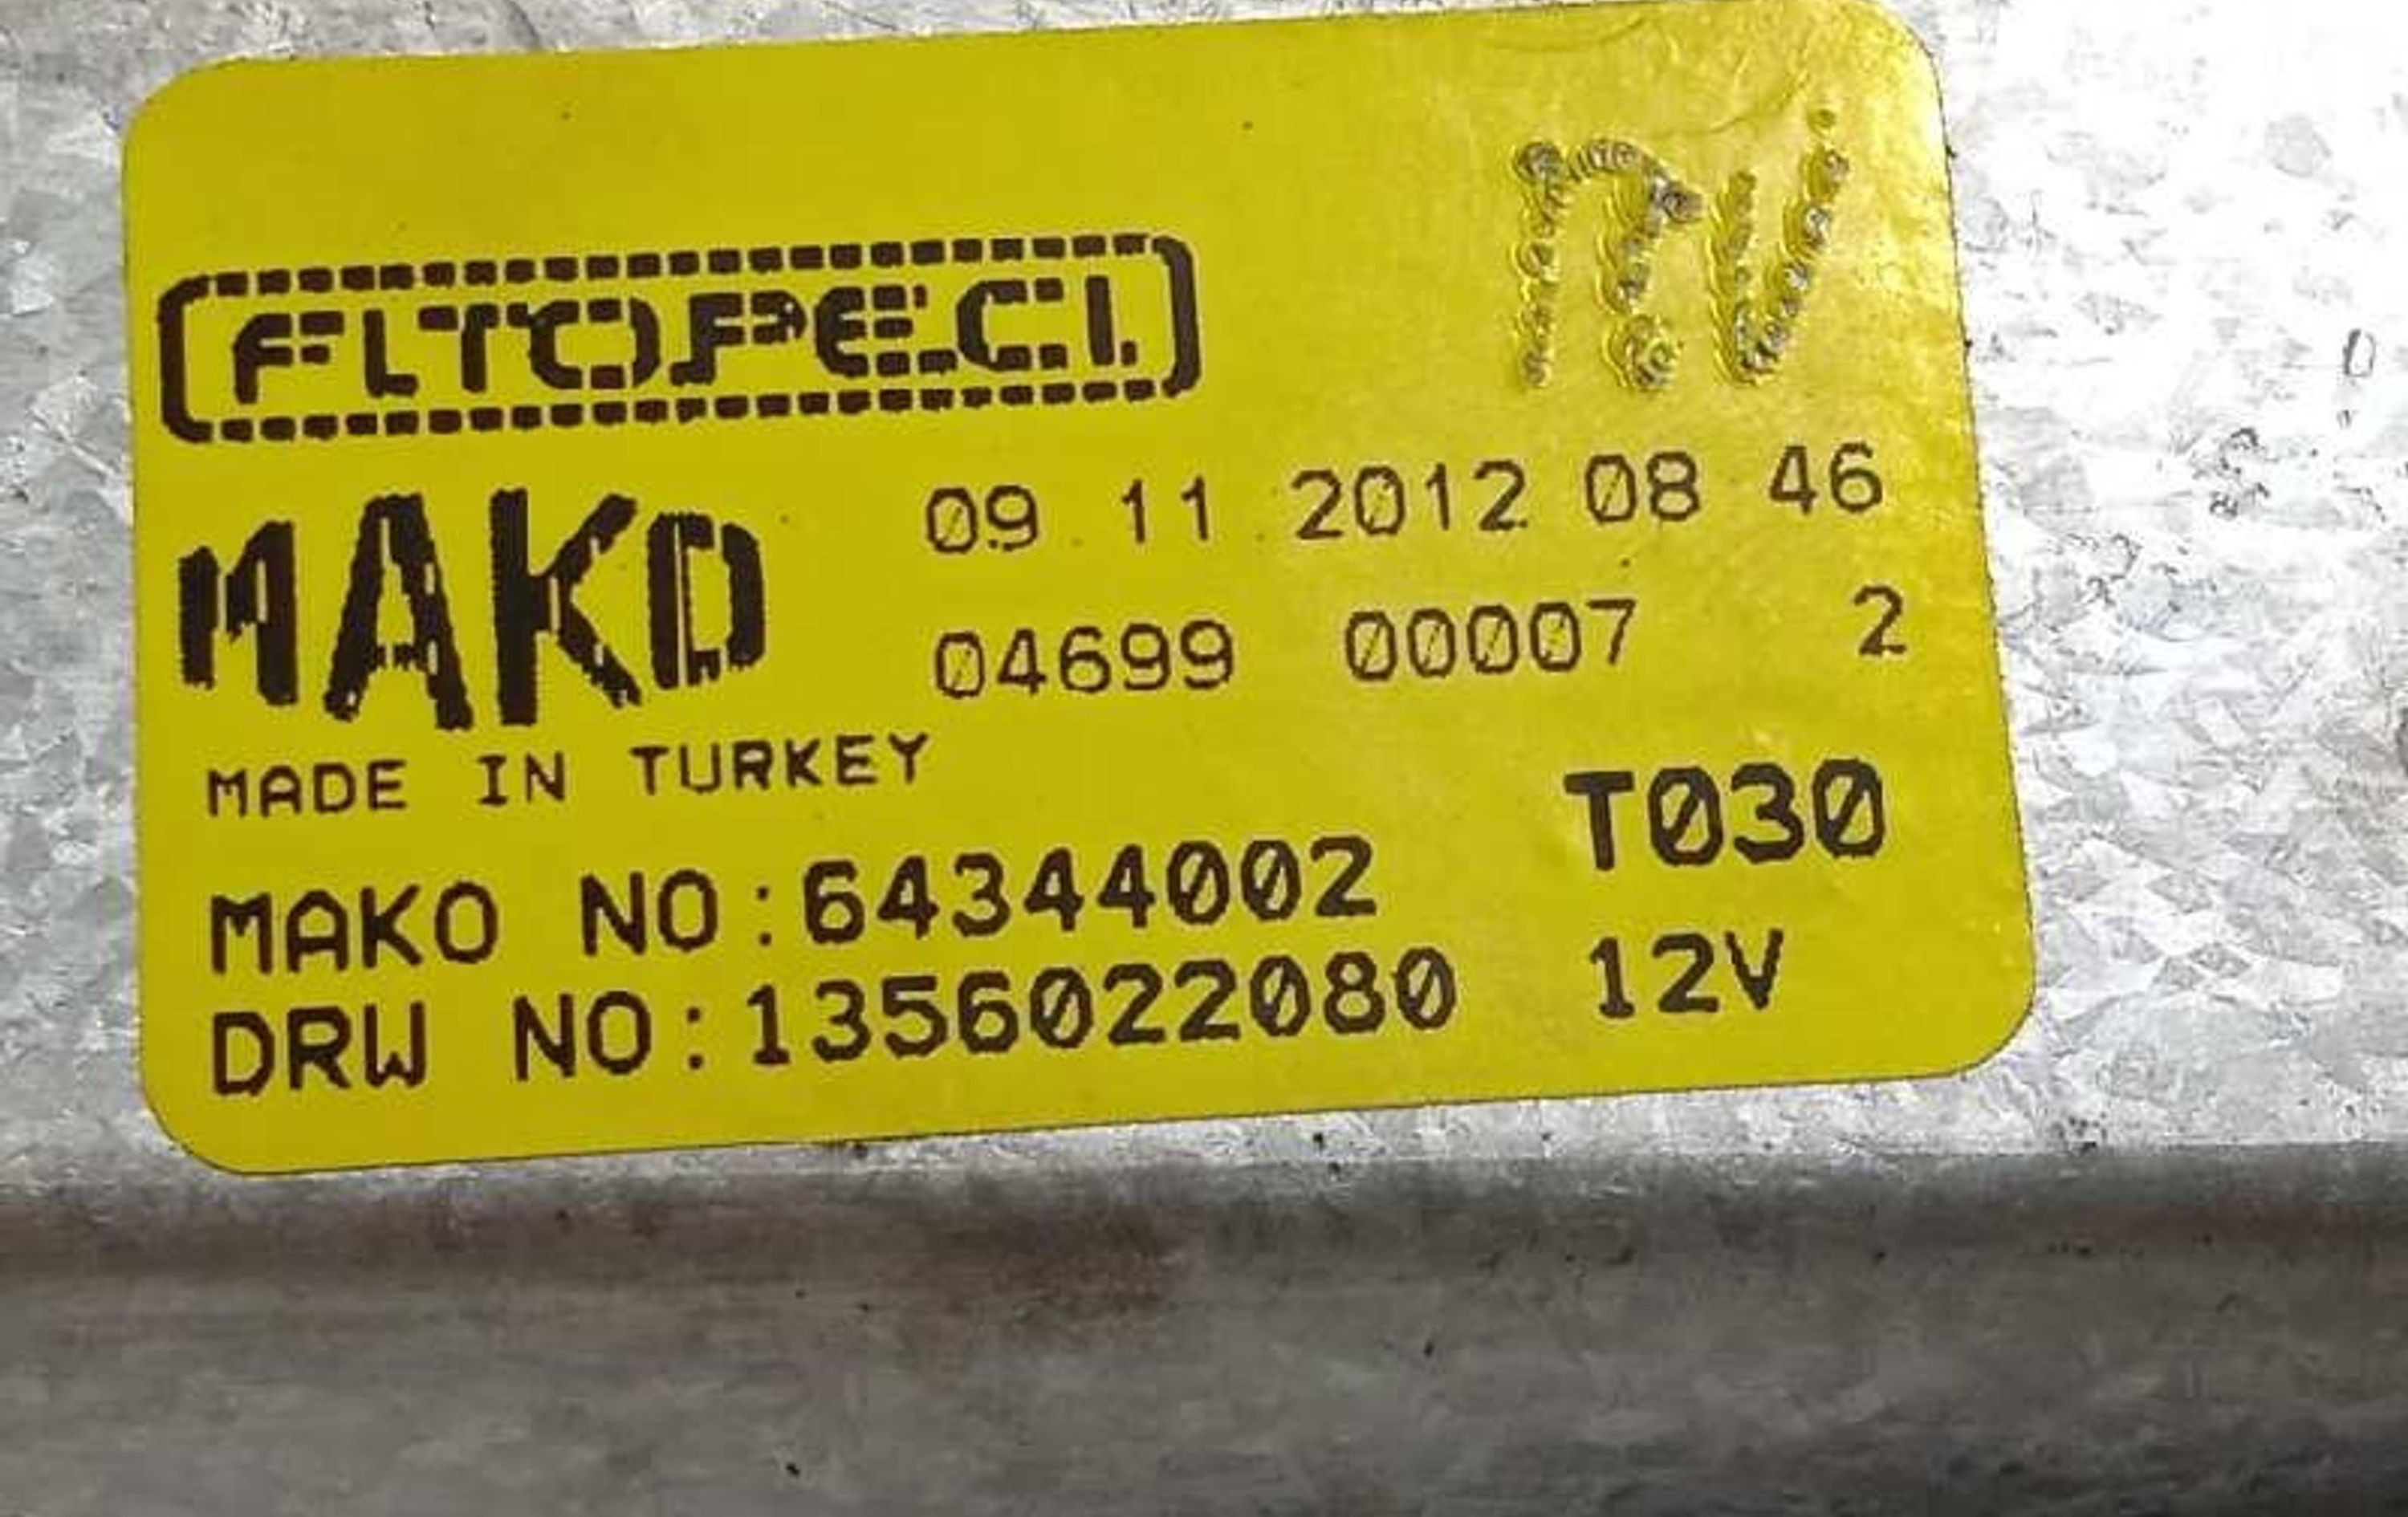 MAKO 09.11.2012 08 46
04699 00007 2
MADE IN TURKEY
T030
MAKO NO:64344002
DRW NO:1356022080 12V